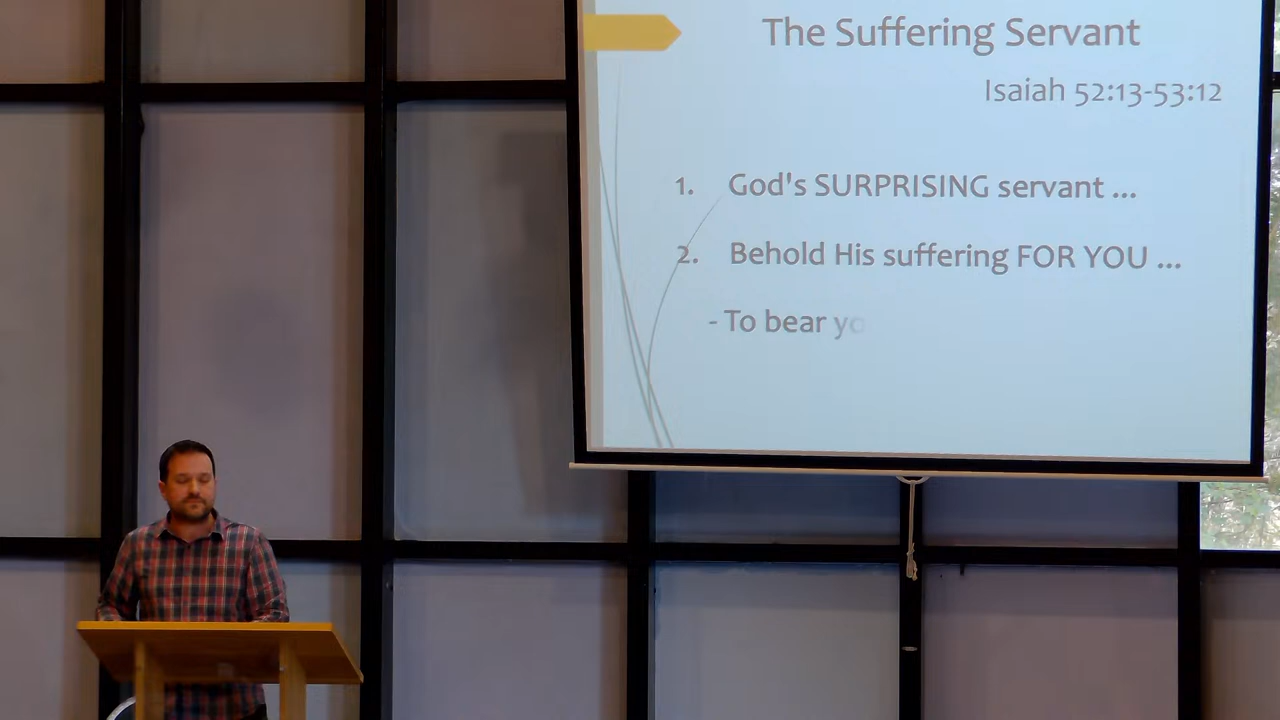 The Suffering Servant
Isaiah 52:13-53:12
1. God's SURPRISING servant ...
2. Behold His suffering FOR YOU ...
- To bear yo